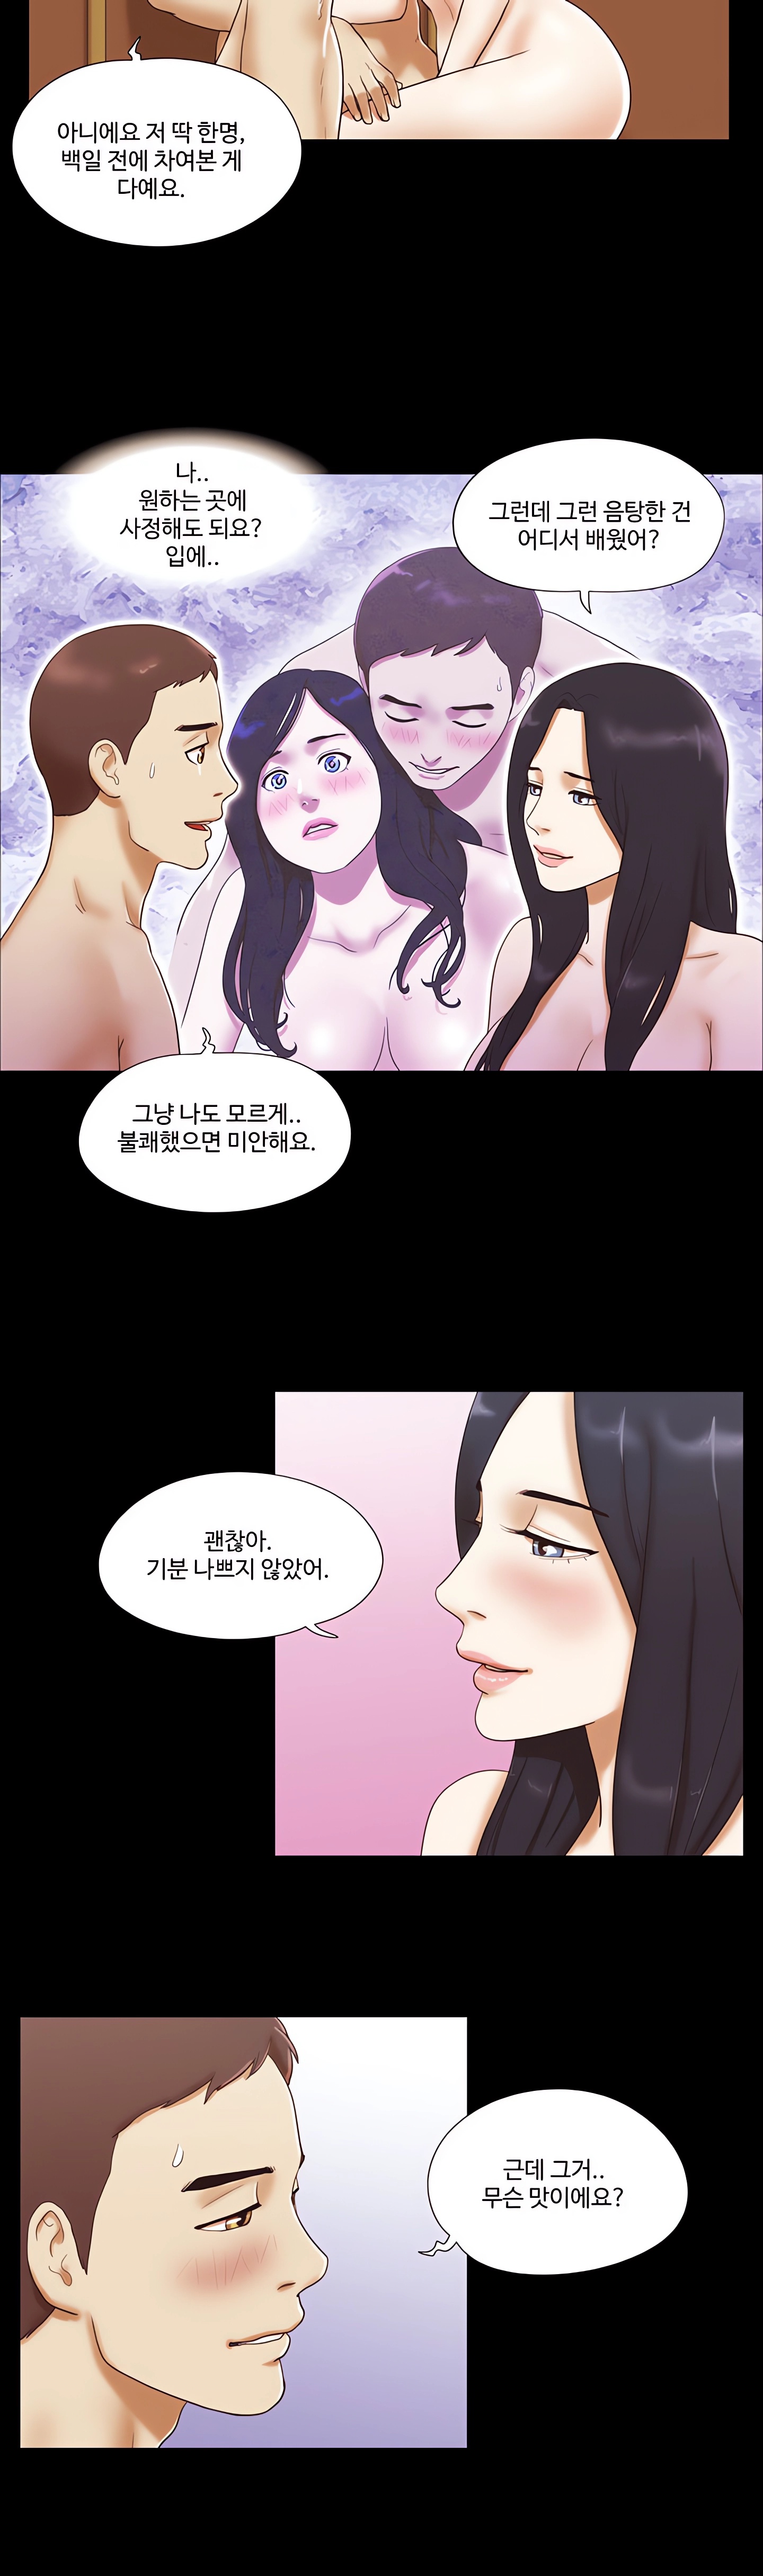 아니에요 저 딱 한명,
백일 전에 차여본 게
다예요.
나..
원하는 곳에
사정해도 되요?
입에..
그런데 그런 음탕한 건
어디서 배웠어?
그냥 나도 모르게..
불쾌했으면 미안해요.
괜찮아.
기분 나쁘지 않았어.
근데 그거..
무슨 맛이에요?